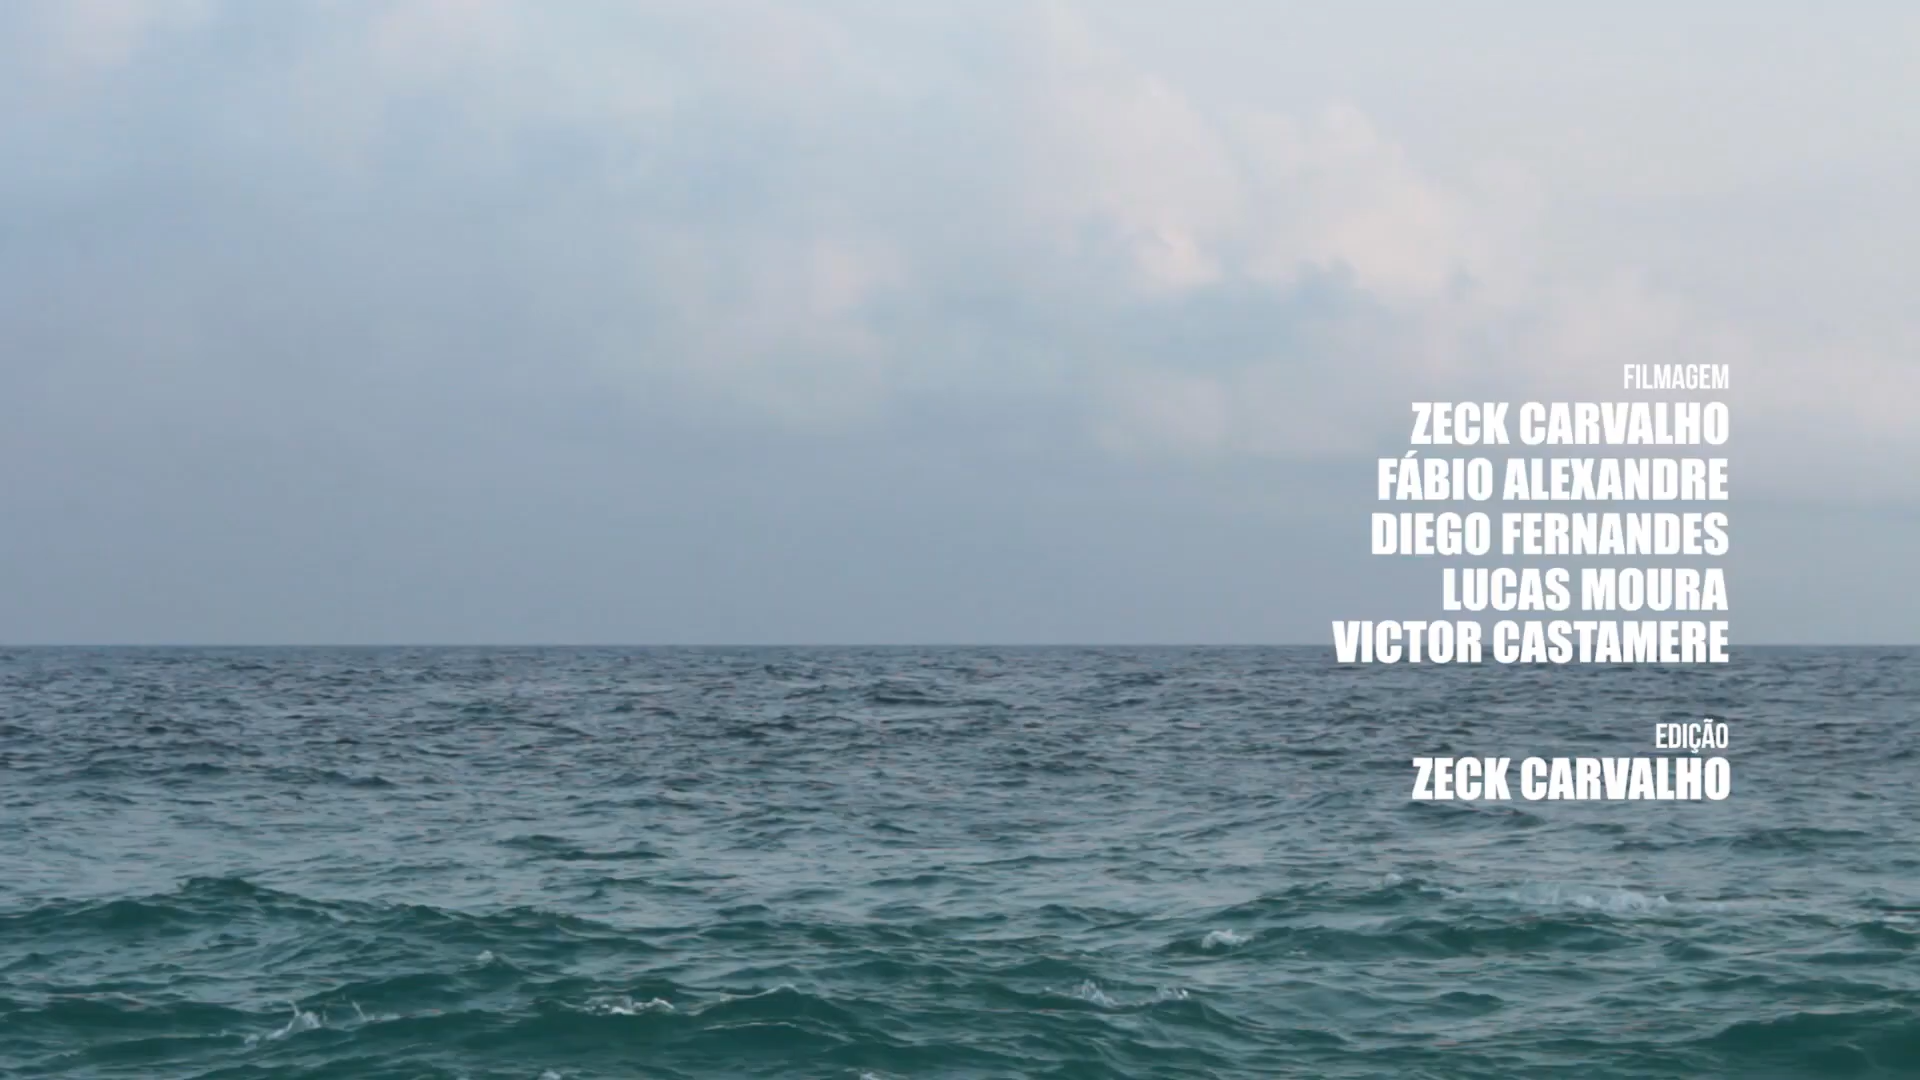 FILMAGEM
ZECK CARVALHO
FÁBIO ALEXANDRE
DIEGO FERNANDES
LUCAS MOURA
VICTOR CASTAMERE
EDIÇÃO
ZECK CARVALHO